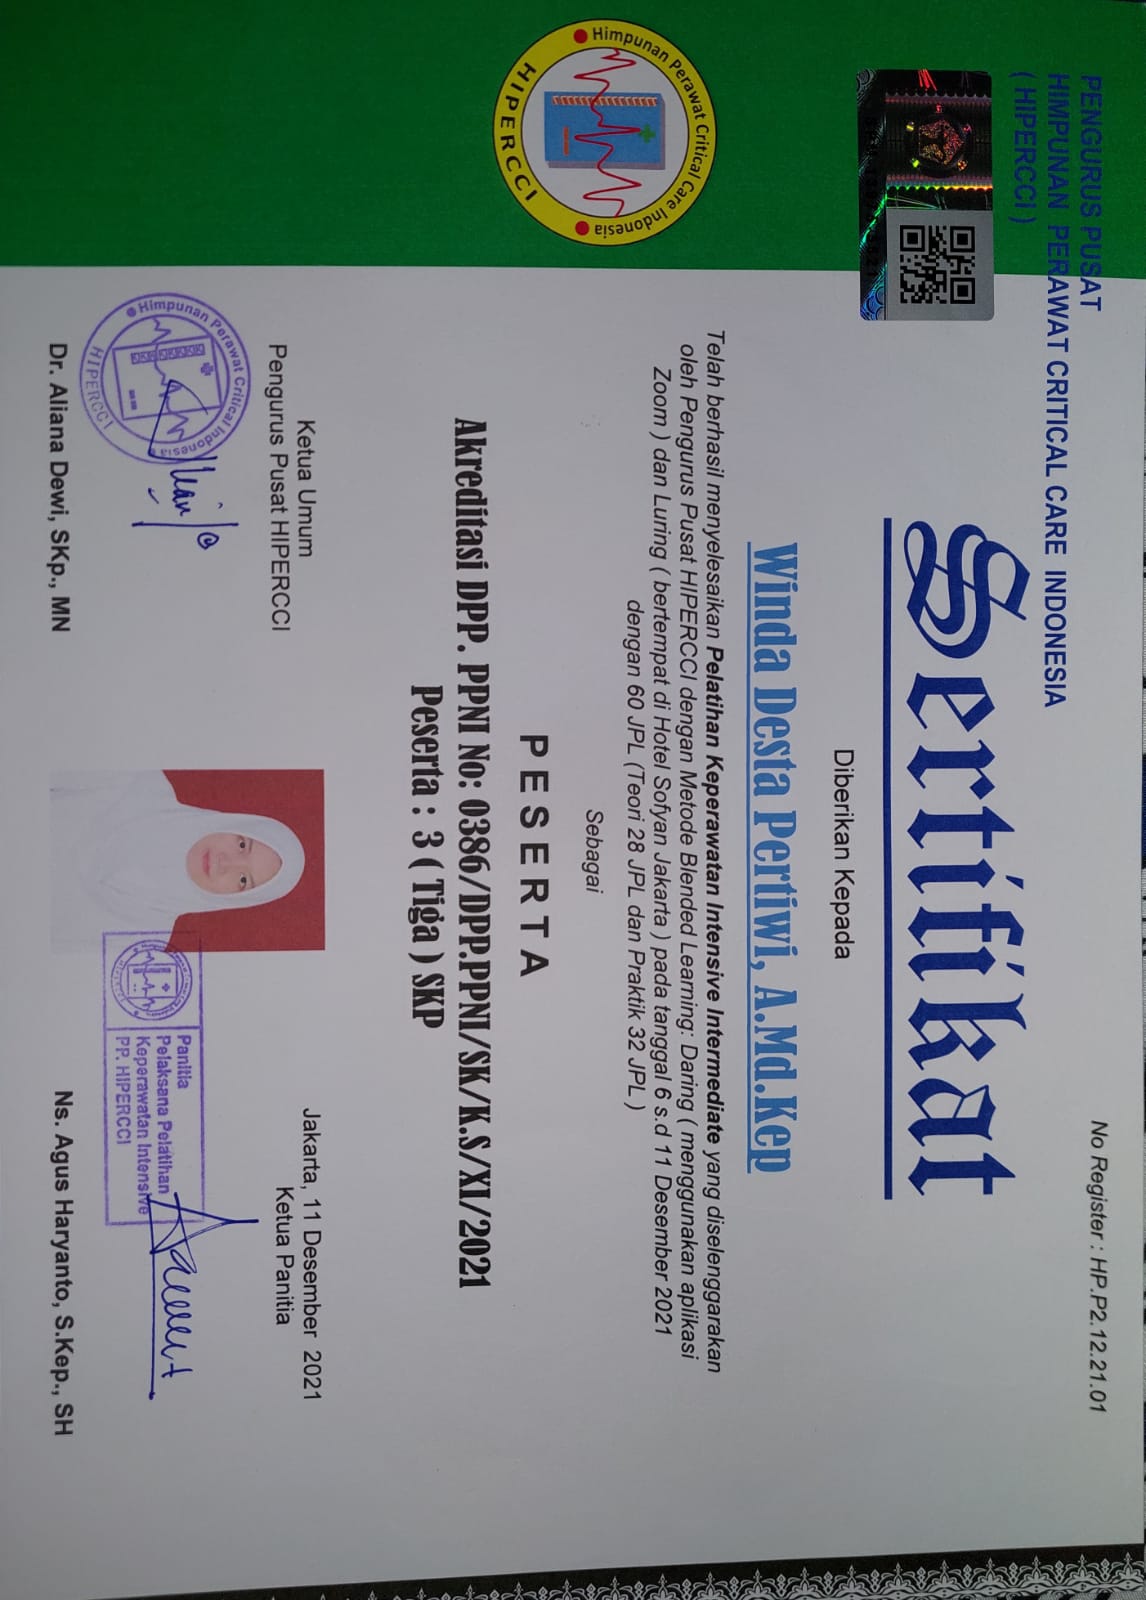 PENGURUS PUSAT
HIMPUNAN PERAWAT CRITICAL CARE INDONESIA
( HIPERCCI )
No Register : HP.P2.12.21.01
Sertifikat
Diberikan Kepada
Winda Desta Pertiwi, A.Md.Kep
Telah berhasil menyelesaikan Pelatihan Keperawatan Intensive Intermediate yang diselenggarakan
oleh Pengurus Pusat HIPERCCI dengan Metode Blended Learning: Daring ( menggunakan aplikasi
Zoom ) dan Luring ( bertempat di Hotel Sofyan Jakarta ) pada tanggal 6 s.d 11 Desember 2021
dengan 60 JPL (Teori 28 JPL dan Praktik 32 JPL )
Sebagai
PESERTA
Akreditasi DPP. PPNI No: 0386/DPP.PPNI/SK/K.S/XI/2021
Peserta : 3 ( Tiga ) SKP
Himpunan Perawat Critical Care Indonesia
HIPERCCI
Ketua Umum
Pengurus Pusat HIPERCCI
Himpunan Perawat Critical Indonesia
HIPERCCI
Dr. Aliana Dewi, SKp., MN
Jakarta, 11 Desember 2021
Ketua Panitia
Panitia
Pelaksana Pelatihan
Keperawatan Intensive
PP. HIPERCCI
Ns. Agus Haryanto, S.Kep., SH